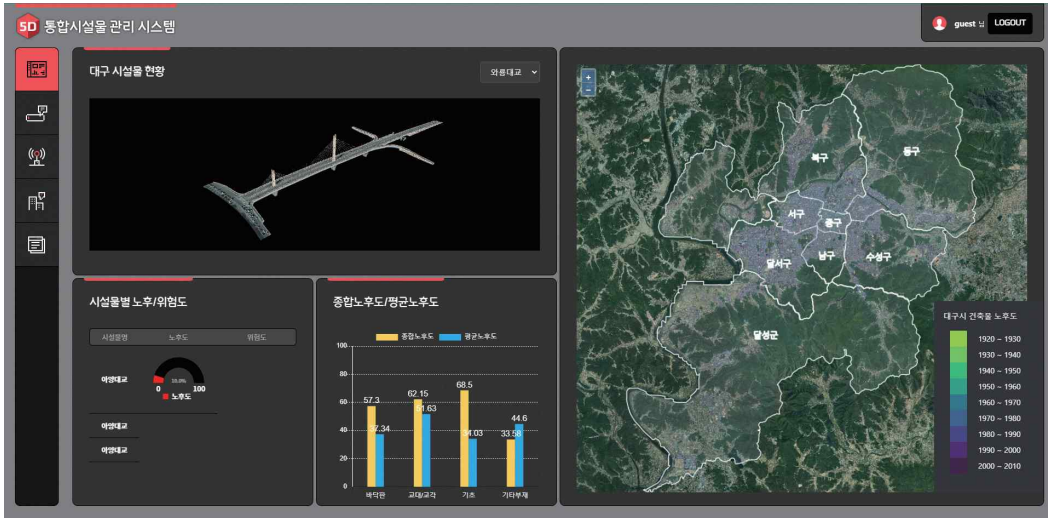 5D 통합시설물 관리 시스템
guest 님 LOGOUT
대구 시설물 현황
와룡대교
시설물별 노후/위험도
시설물명 노후도 위험도
아양대교
10.0%
0 100
노후도
아양대교
아양대교
종합노후도/평균노후도
종합노후도 평균노후도
100
80
60
40
20
0
57.3
37.34
62.15
51.63
68.5
34.03
33.58
44.6
바닥판 교대/교각 기초 기타부재
+
−
북구
동구
서구
중구
달서구
남구
수성구
달성군
대구시 건축물 노후도
1920 ~ 1930
1930 ~ 1940
1940 ~ 1950
1950 ~ 1960
1960 ~ 1970
1970 ~ 1980
1980 ~ 1990
1990 ~ 2000
2000 ~ 2010